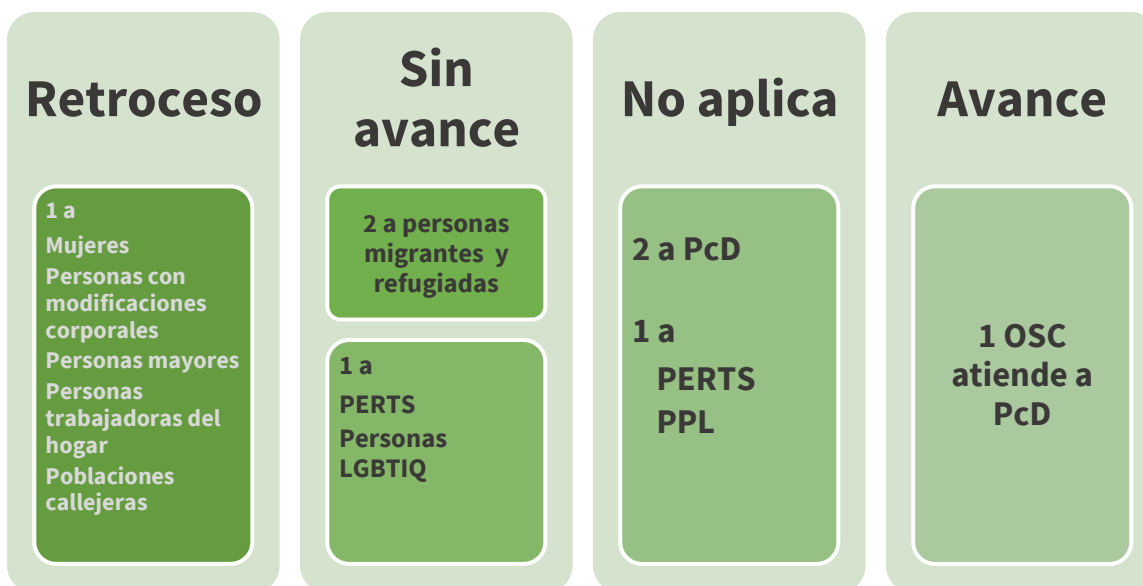 Retroceso
1 a
Mujeres
Personas con
modificaciones
corporales
Personas mayores
Personas
trabajadoras del
hogar
Poblaciones
callejeras
Sin
avance
2 a personas
migrantes y
refugiadas
1 a
PERTS
Personas
LGBTIQ
No aplica
2 a PcD
1 a
PERTS
PPL
Avance
1 OSC
atiende a
PcD